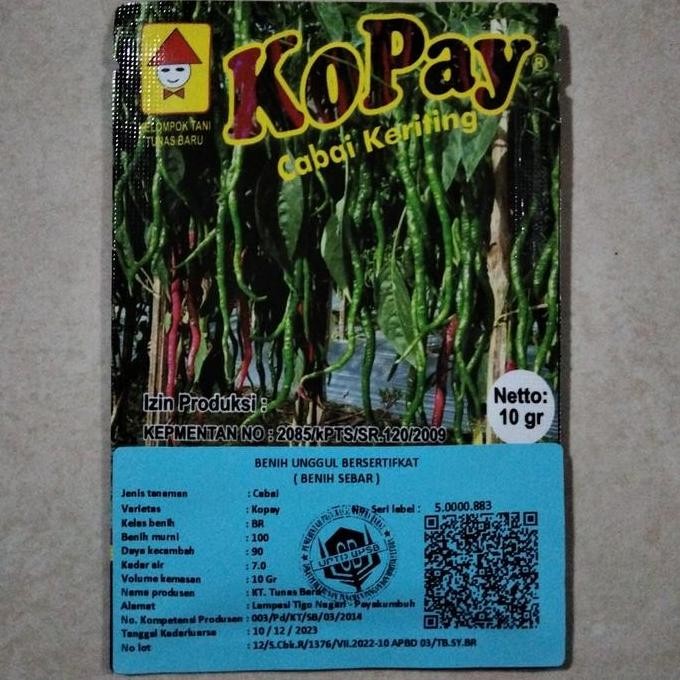 KoPay®
Cabai Keriting
KELOMPOK TANI
TUNAS BARU
Izin Produksi :
KEPMENTAN NO : 2085/kPTS/SR.120/2009
Netto:
10 gr
BENIH UNGGUL BERSERTIFKAT
( BENIH SEBAR )
Jenis tanaman : Cabai
Varietas : Kopay Seri label : 5.0000.883
Kelas benih : BR
Benih murni : 100
Daya kecambah : 90
Kadar air : 7.0
Volume kemasan : 10 Gr
Nama produsen : KT. Tunas Baru
Alamat : Lampasi Tigo Nagari - Payakumbuh
No. Kompetensi Produsen : 003/Pd/KT/SB/03/2014
Tanggal Kadarluarsa : 10 / 12 / 2023
No lot : 12/S.Cbk.R/1376/VII.2022-10 APBD 03/TB.SY.BR
UPTD